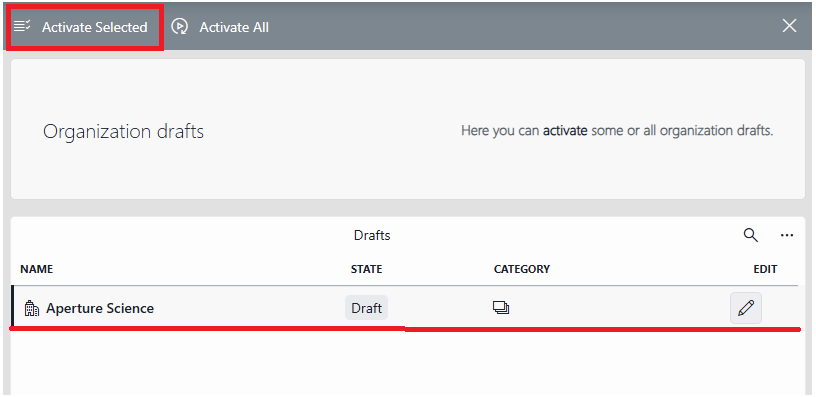 Activate Selected Activate All
Organization drafts Here you can activate some or all organization drafts.
Drafts
NAME STATE CATEGORY EDIT
Aperture Science Draft